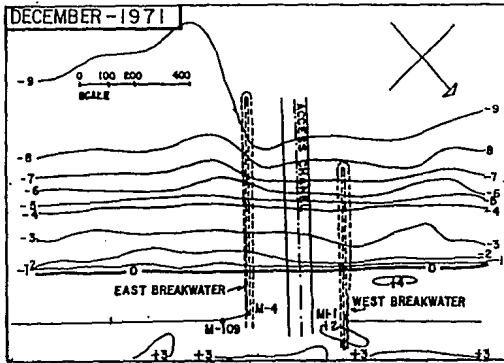 DECEMBER-1971
0 100 200 400
SCALE
-9
-9
ACCESS CHANNEL
-8
8
-7
-7
-6
-5
-6
-5
-4
-4
-3
-3
-2
-1
-1
2
0
0
+4
EAST BREAKWATER
M-4
M-1
WEST BREAKWATER
M-109
+2
+3
+3
+3
+3